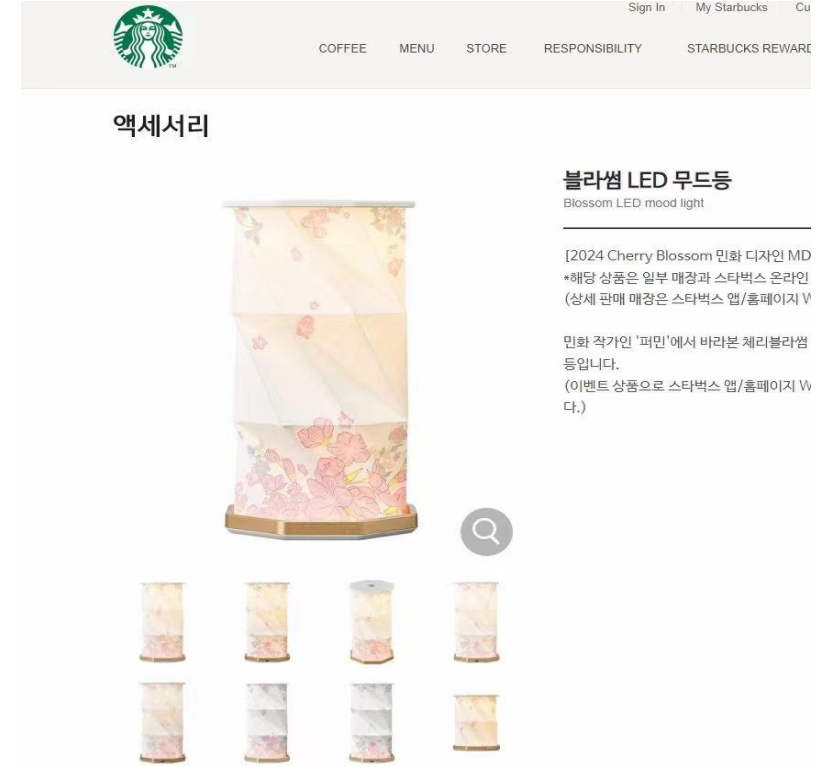 Sign In
My Starbucks
Cu
COFFEE
MENU
STORE
RESPONSIBILITY
STARBUCKS REWARD
액세서리
블라썸 LED 무드등
Blossom LED mood light
[2024 Cherry Blossom 민화 디자인 MD
*해당 상품은 일부 매장과 스타벅스 온라인
(상세 판매 매장은 스타벅스 앱/홈페이지 W
민화 작가인 '퍼민'에서 바라본 체리블라썸
등입니다.
(이벤트 상품으로 스타벅스 앱/홈페이지 W
다.)